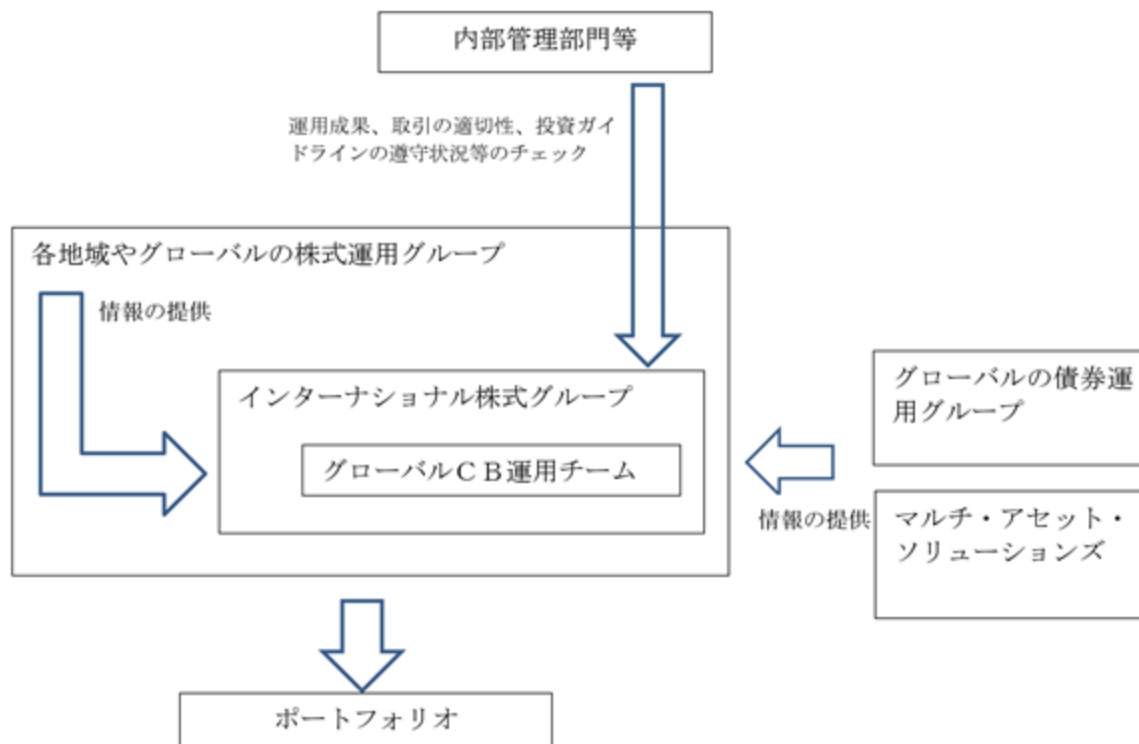 内部管理部門等
運用成果、取引の適切性、投資ガイ
ドラインの遵守状況等のチェック
各地域やグローバルの株式運用グループ
情報の提供
インターナショナル株式グループ
グローバルＣＢ運用チーム
グローバルの債券運
用グループ
情報の提供
マルチ・アセット・
ソリューションズ
ポートフォリオ